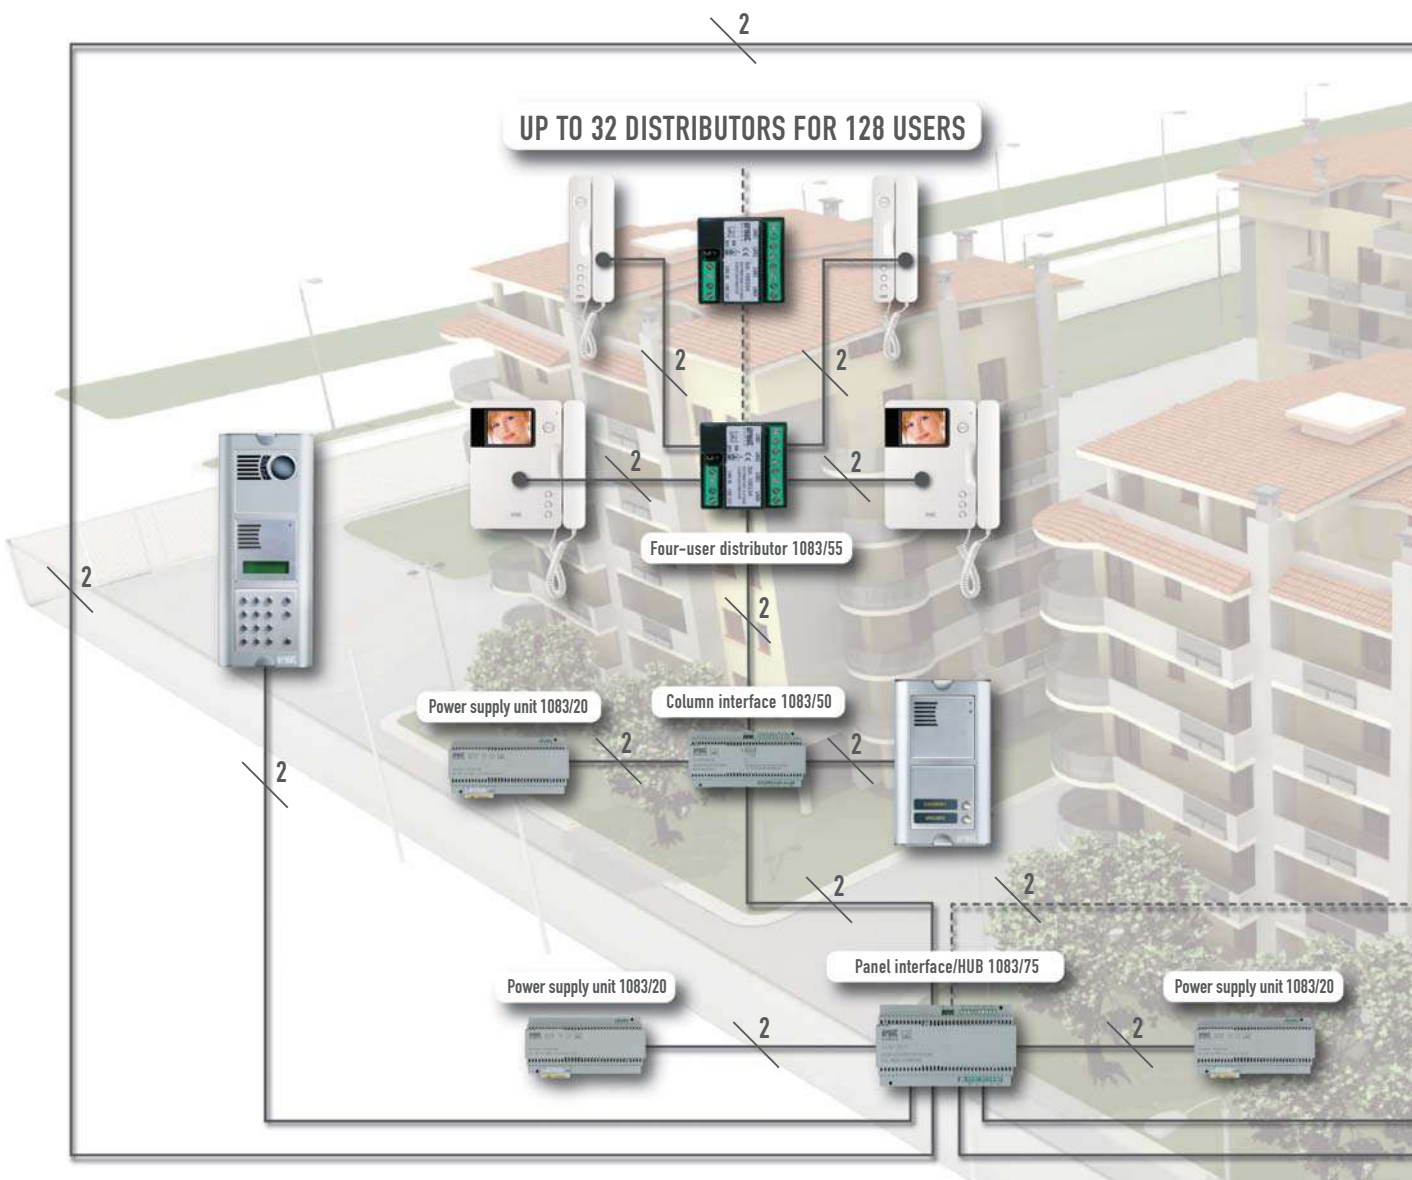 2
UP TO 32 DISTRIBUTORS FOR 128 USERS
2
2
2
2
Four-user distributor 1083/55
2
2
Power supply unit 1083/20
Column interface 1083/50
2
2
2
2
2
Panel interface/HUB 1083/75
Power supply unit 1083/20
Power supply unit 1083/20
2
2